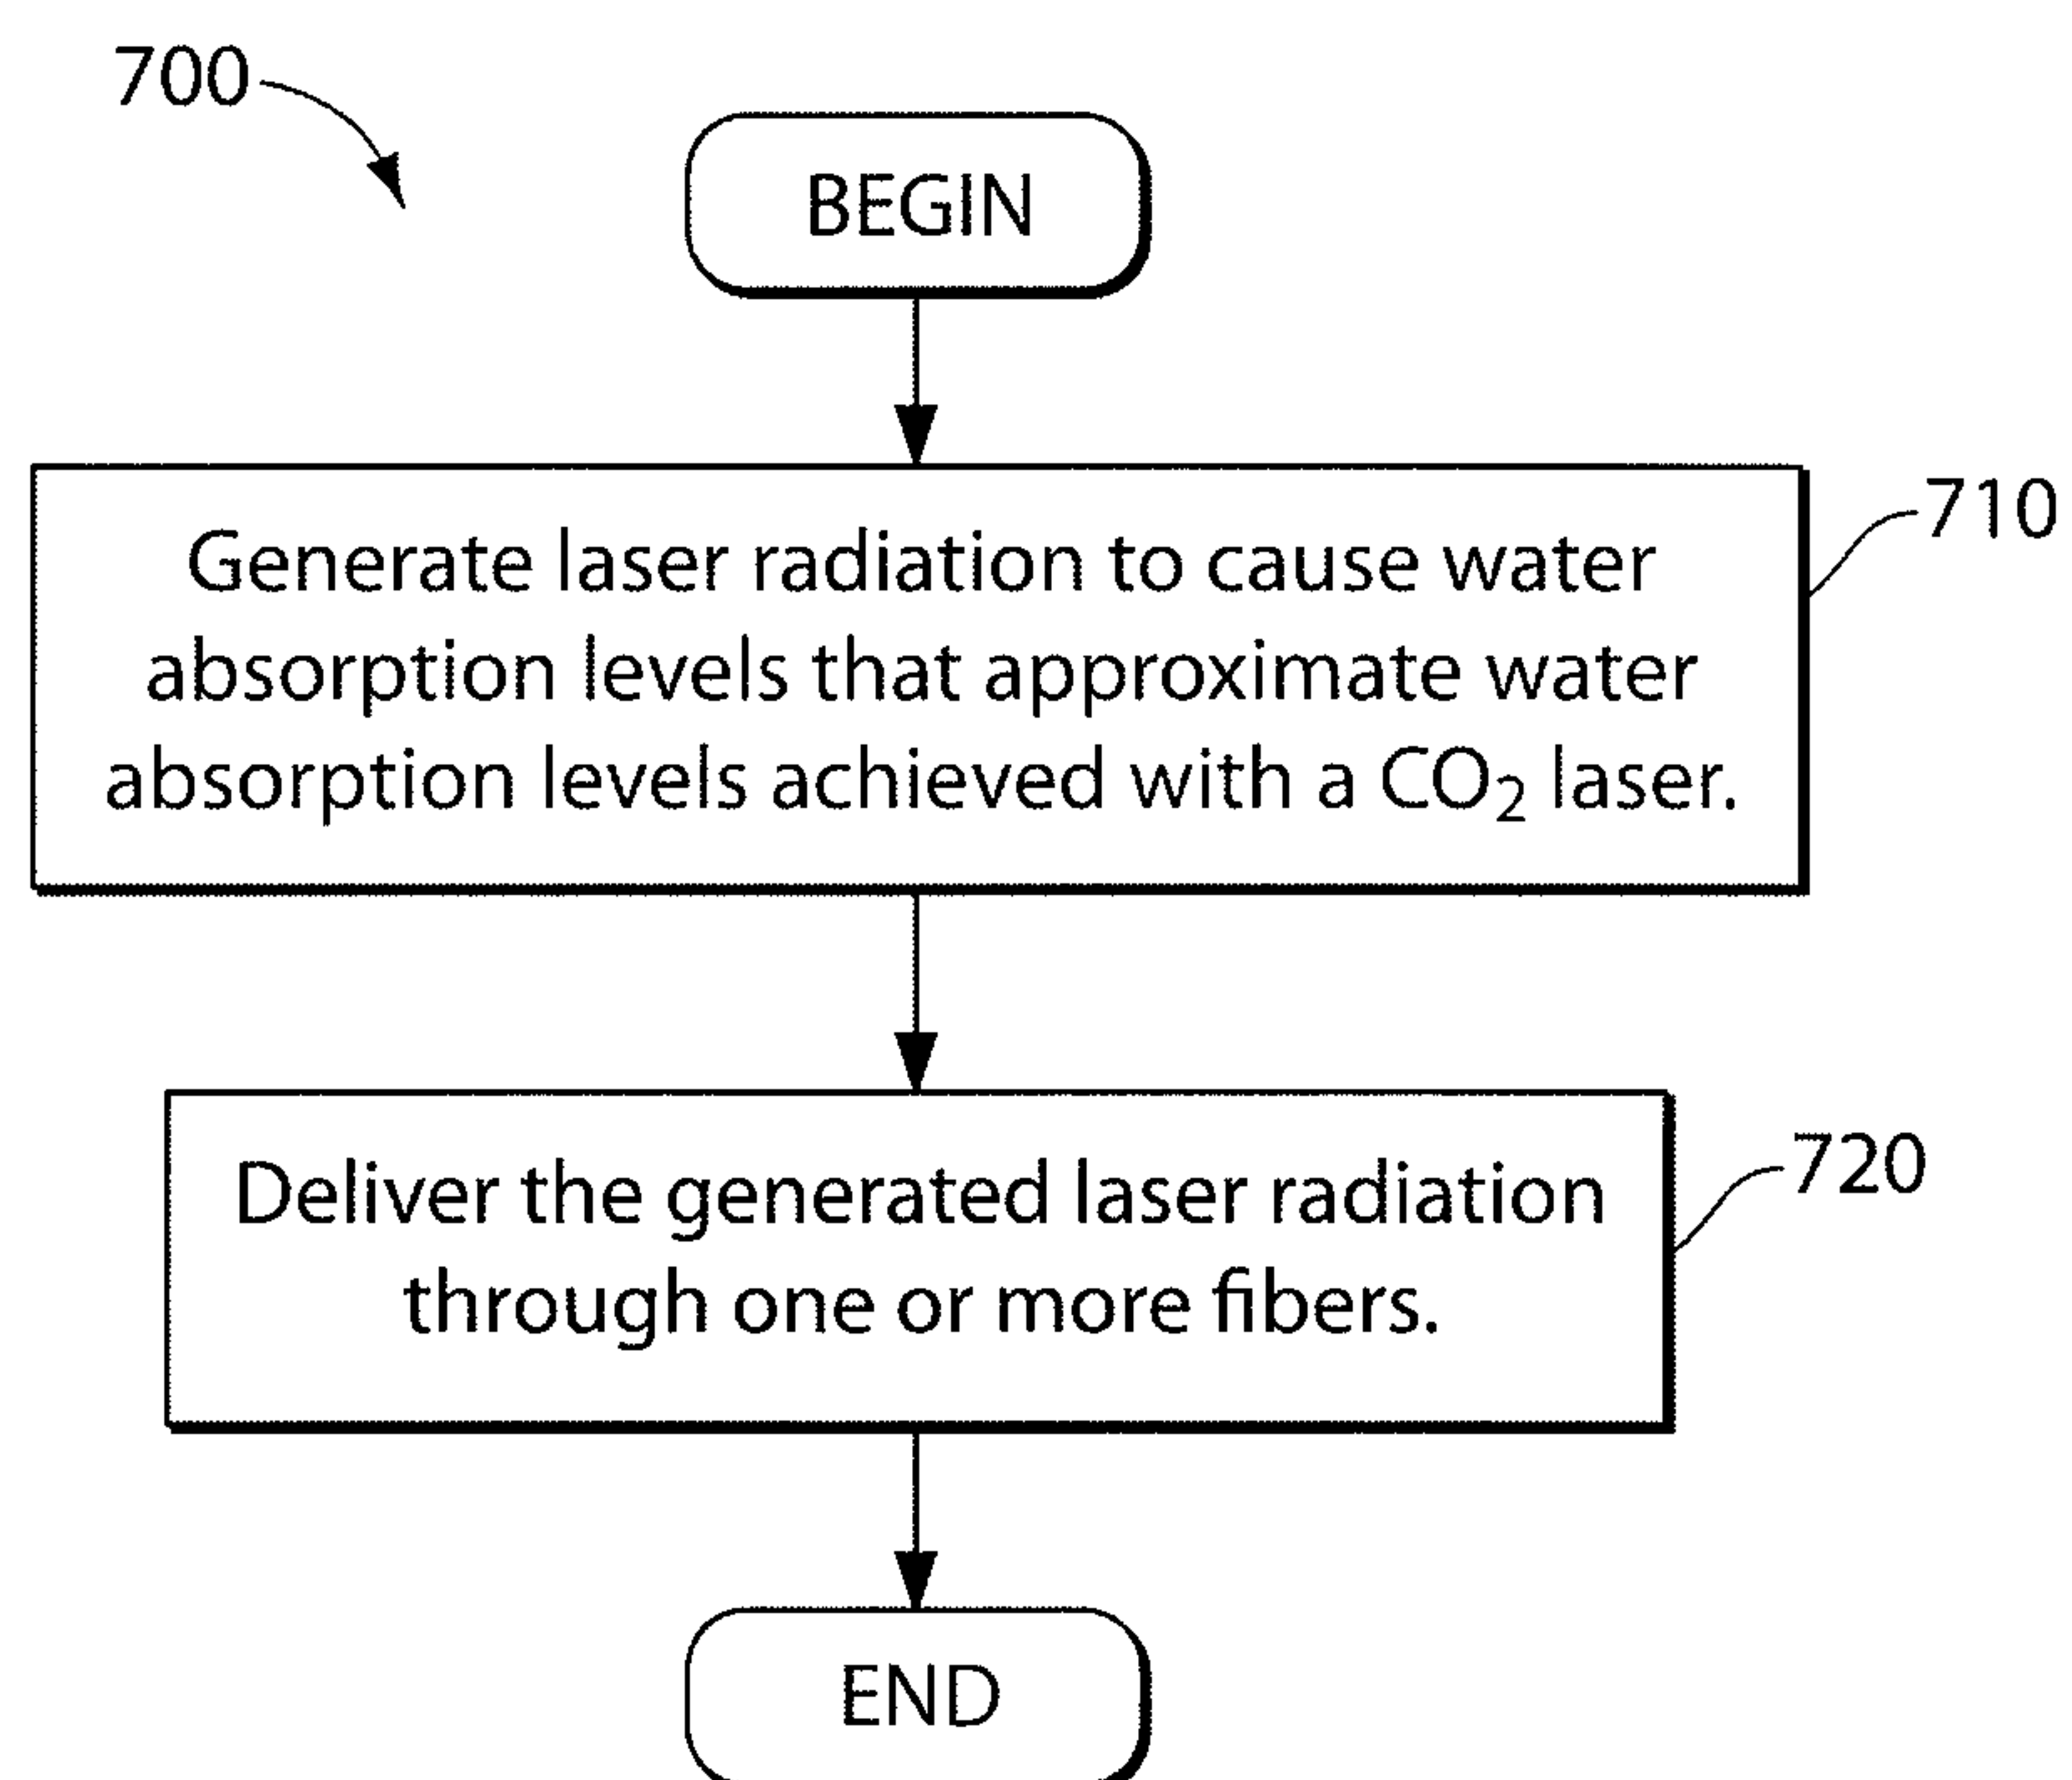 700
BEGIN
710
Generate laser radiation to cause water
absorption levels that approximate water
absorption levels achieved with a CO₂ laser.
720
Deliver the generated laser radiation
through one or more fibers.
END